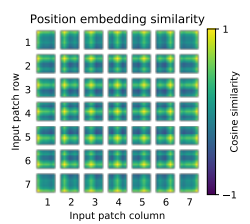 Position embedding similarity
1
1
2
3
4
5
6
7
Input patch row
Cosine similarity
−1
1 2 3 4 5 6 7
Input patch column